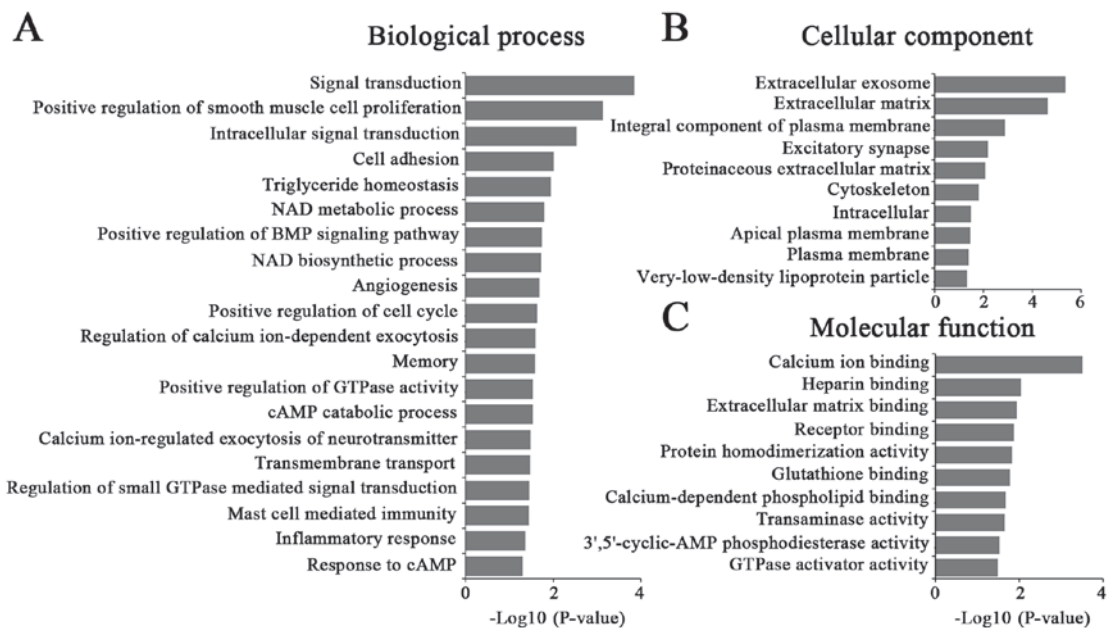 A
Biological process
Signal transduction
Positive regulation of smooth muscle cell proliferation
Intracellular signal transduction
Cell adhesion
Triglyceride homeostasis
NAD metabolic process
Positive regulation of BMP signaling pathway
NAD biosynthetic process
Angiogenesis
Positive regulation of cell cycle
Regulation of calcium ion-dependent exocytosis
Memory
Positive regulation of GTPase activity
cAMP catabolic process
Calcium ion-regulated exocytosis of neurotransmitter
Transmembrane transport
Regulation of small GTPase mediated signal transduction
Mast cell mediated immunity
Inflammatory response
Response to cAMP
0 2 4
-Log10 (P-value)
B
Cellular component
Extracellular exosome
Extracellular matrix
Integral component of plasma membrane
Excitatory synapse
Proteinaceous extracellular matrix
Cytoskeleton
Intracellular
Apical plasma membrane
Plasma membrane
Very-low-density lipoprotein particle
0 2 4 6
C
Molecular function
Calcium ion binding
Heparin binding
Extracellular matrix binding
Receptor binding
Protein homodimerization activity
Glutathione binding
Calcium-dependent phospholipid binding
Transaminase activity
3',5'-cyclic-AMP phosphodiesterase activity
GTPase activator activity
0 2 4
-Log10 (P-value)